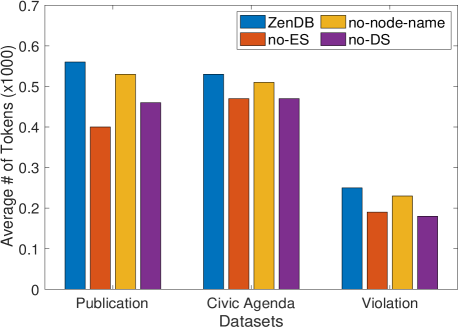 0.7
0.6
0.5
0.4
0.3
0.2
0.1
0
Average # of Tokens (x1000)
ZenDB no-node-name
no-ES no-DS
Publication Civic Agenda Violation
Datasets